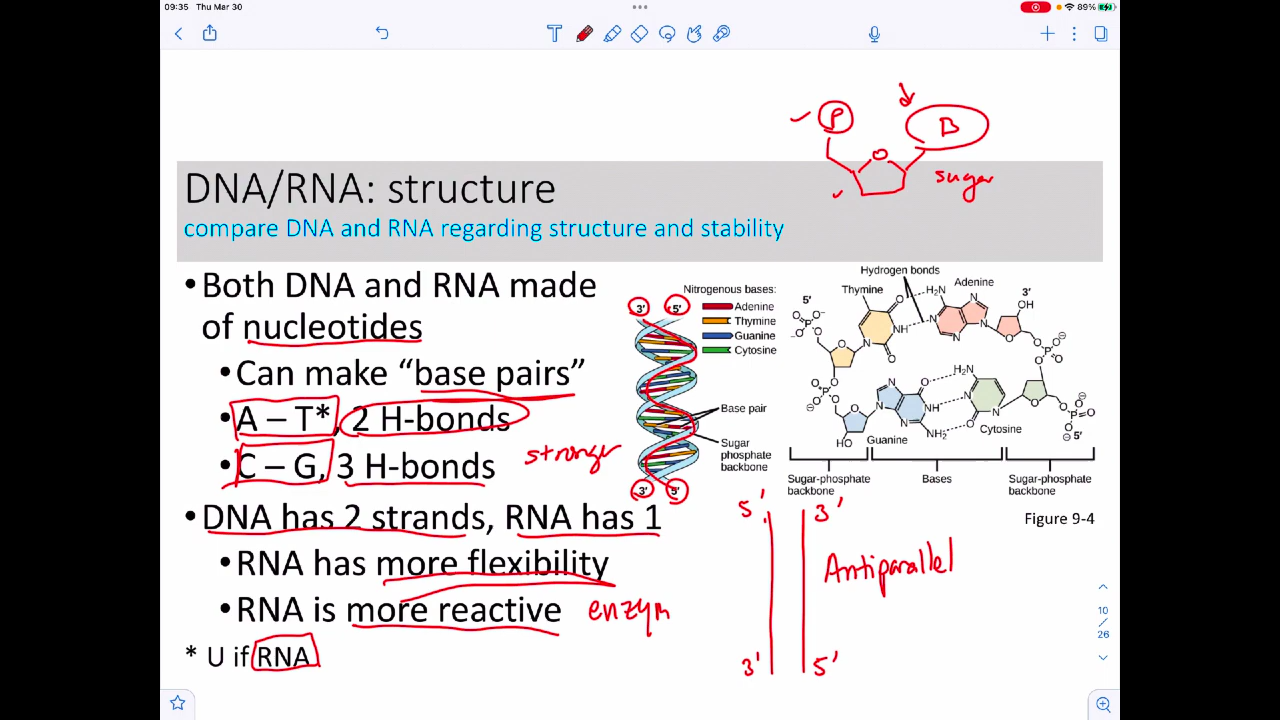 09:35 Thu Mar 30
89%
P
B
sugar
DNA/RNA: structure
compare DNA and RNA regarding structure and stability
•Both DNA and RNA made
of nucleotides
•Can make “base pairs”
•A – T*, 2 H-bonds
•C – G, 3 H-bonds
stronger
•DNA has 2 strands, RNA has 1
•RNA has more flexibility
•RNA is more reactive
enzym
* U if RNA
3' 5'
Nitrogenous bases:
Adenine
Thymine
Guanine
Cytosine
Base pair
Sugar
phosphate
backbone
3' 5'
Hydrogen bonds
Thymine
Adenine
5'
3'
OH
O⁻
O
P
O⁻
O
O
N
NH
O
H₂N
N
N
N
N
O
O
P
O⁻
O
O
O
P
O⁻
O
O
O
N
N
N
O
NH
NH₂
N
H₂N
N
N
O
O
O
P
O
O⁻
O⁻
HO
Guanine
Cytosine
5'
Sugar-phosphate
backbone
Bases
Sugar-phosphate
backbone
Figure 9-4
5' 3'
Antiparallel
3' 5'
10
/
26